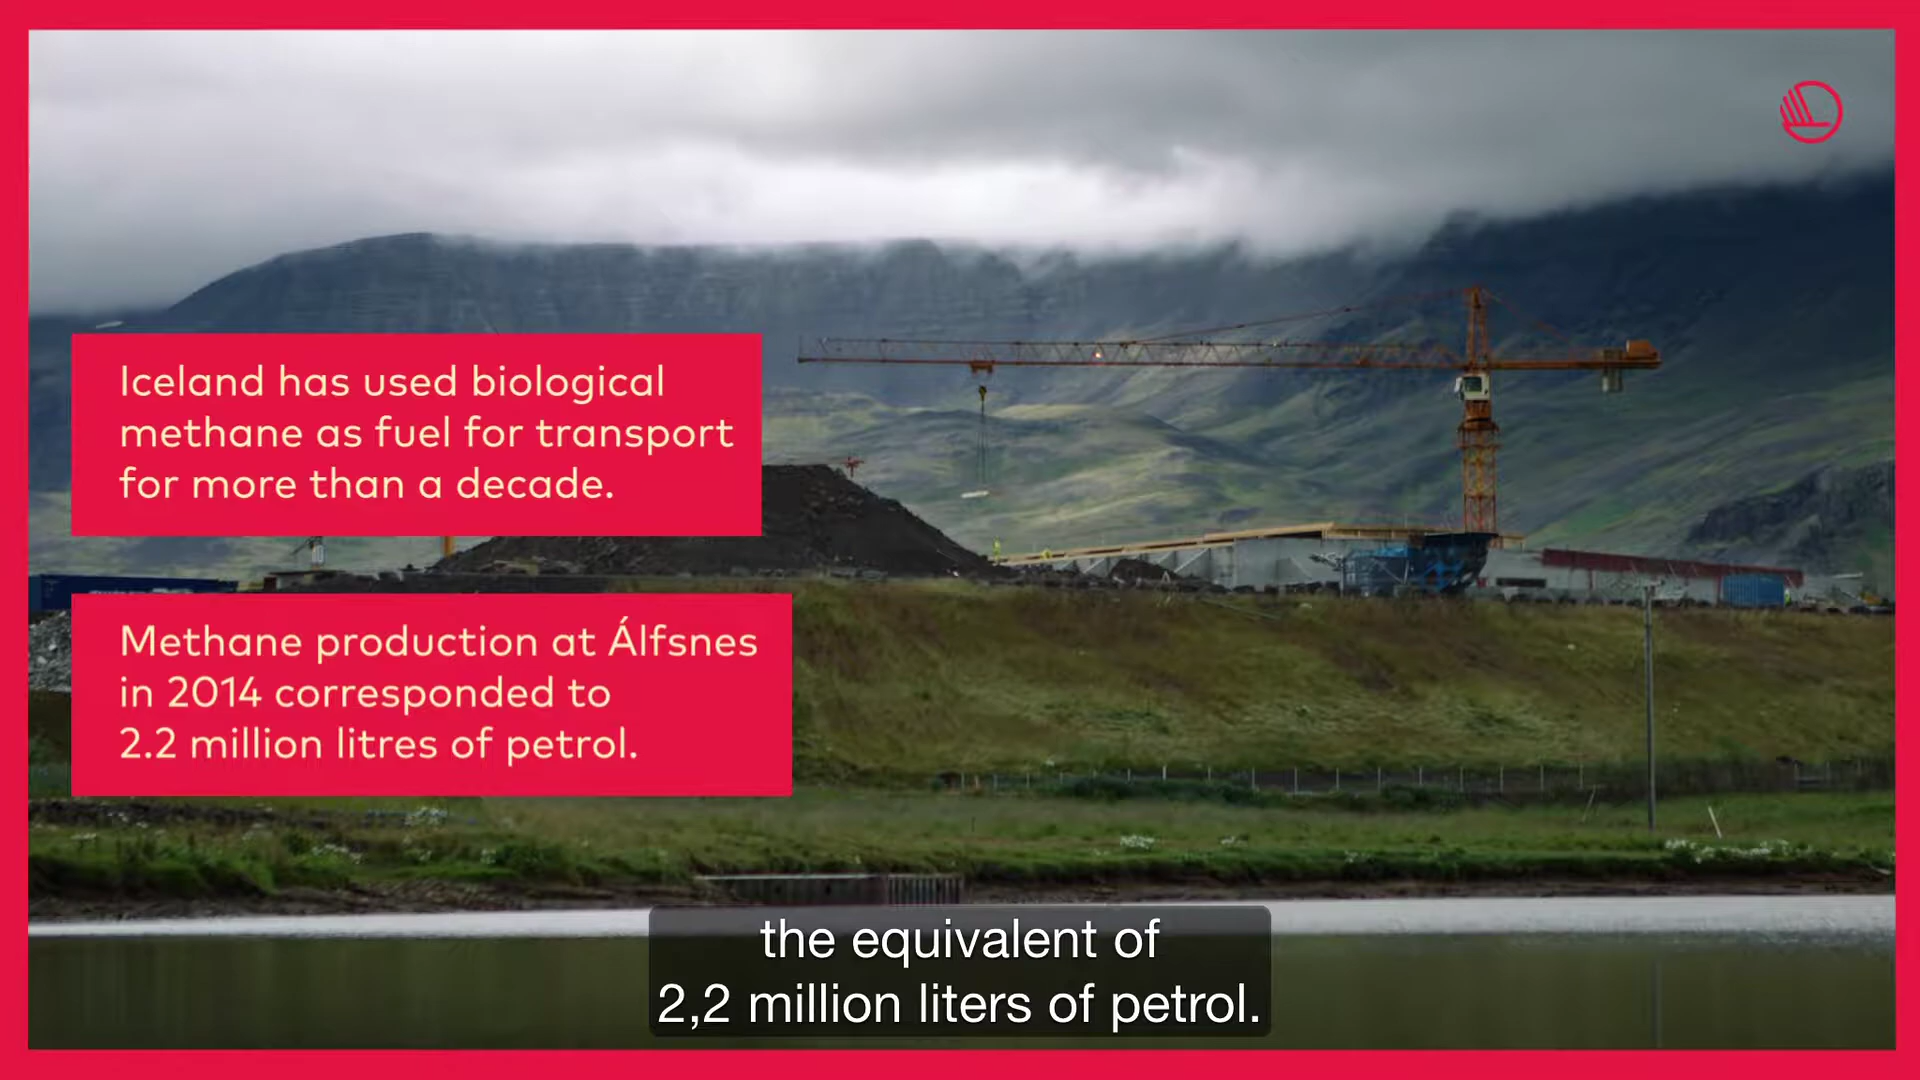 Iceland has used biological
methane as fuel for transport
for more than a decade.
Methane production at Álfsnes
in 2014 corresponded to
2.2 million litres of petrol.
the equivalent of
2,2 million liters of petrol.